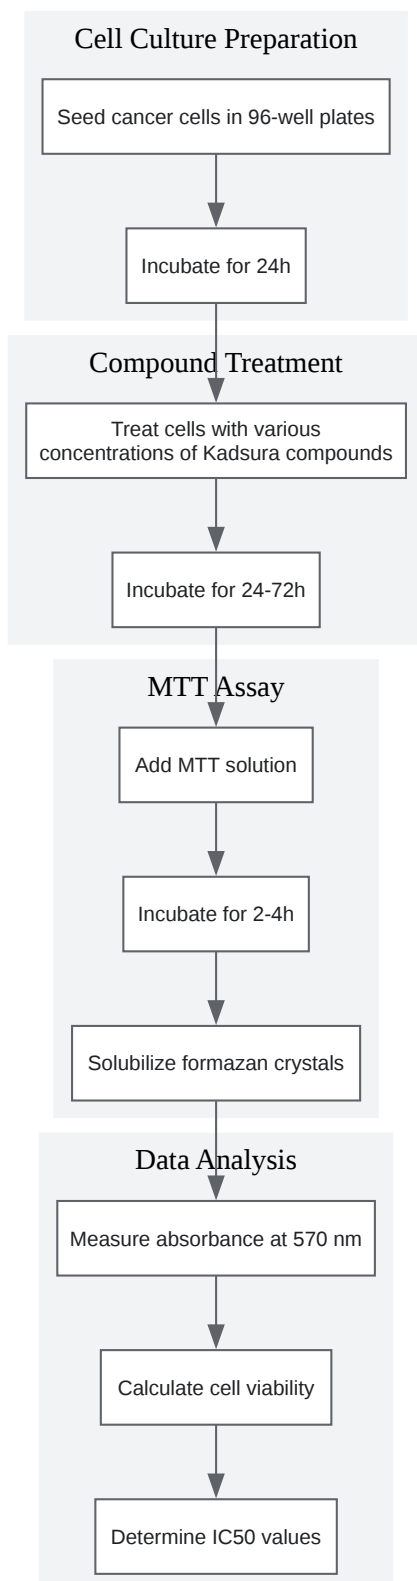 Cell Culture Preparation
Seed cancer cells in 96-well plates
Incubate for 24h
Compound Treatment
Treat cells with various
concentrations of Kadsura compounds
Incubate for 24-72h
MTT Assay
Add MTT solution
Incubate for 2-4h
Solubilize formazan crystals
Data Analysis
Measure absorbance at 570 nm
Calculate cell viability
Determine IC50 values